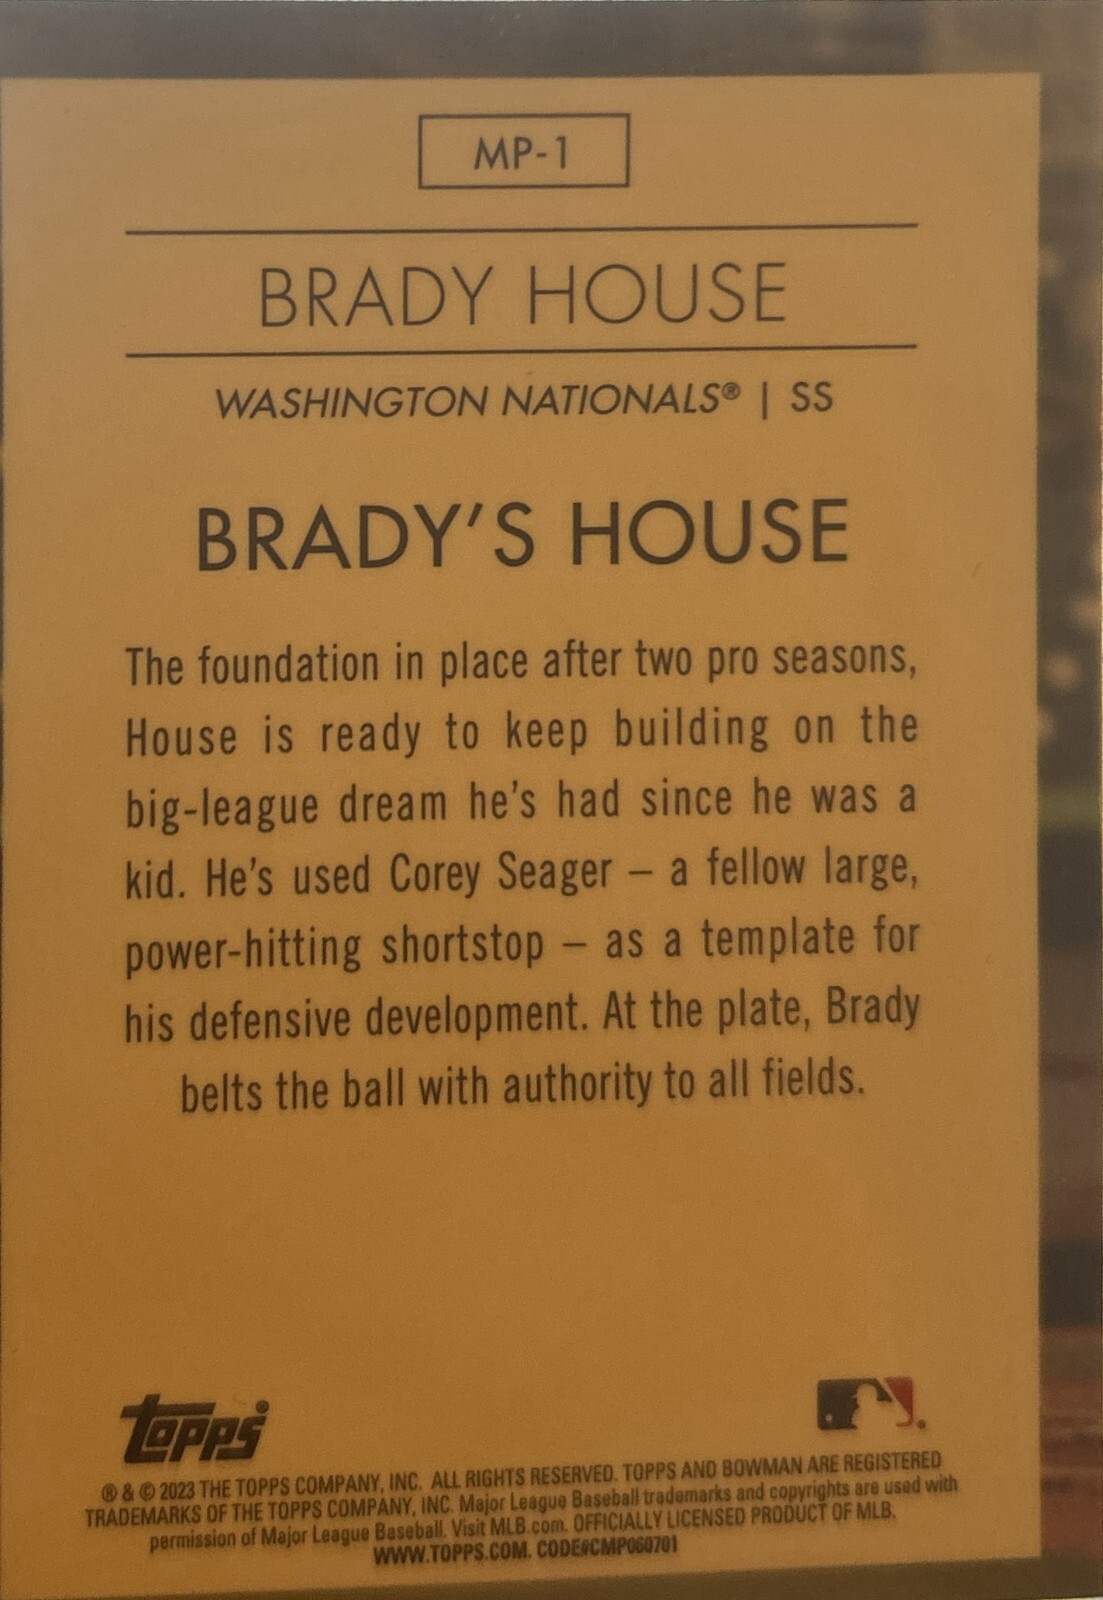 MP-1
BRADY HOUSE
WASHINGTON NATIONALS® | SS
BRADY'S HOUSE
The foundation in place after two pro seasons,
House is ready to keep building on the
big-league dream he's had since he was a
kid. He's used Corey Seager – a fellow large,
power-hitting shortstop – as a template for
his defensive development. At the plate, Brady
belts the ball with authority to all fields.
topps
® & © 2023 THE TOPPS COMPANY, INC. ALL RIGHTS RESERVED. TOPPS AND BOWMAN ARE REGISTERED
TRADEMARKS OF THE TOPPS COMPANY, INC. Major League Baseball trademarks and copyrights are used with
permission of Major League Baseball. Visit MLB.com. OFFICIALLY LICENSED PRODUCT OF MLB.
WWW.TOPPS.COM. CODE#CMP060701